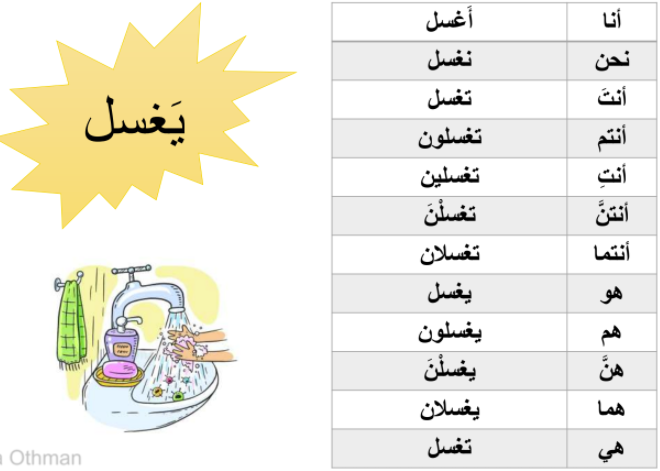 يَغسل
أنا أَغسل
نحن نغسل
أنتَ تغسل
أنتم تغسلون
أنتِ تغسلين
أنتنَّ تغسلْنَ
أنتما تغسلان
هو يغسل
هم يغسلون
هنَّ يغسلْنَ
هما يغسلان
هي تغسل
Othman